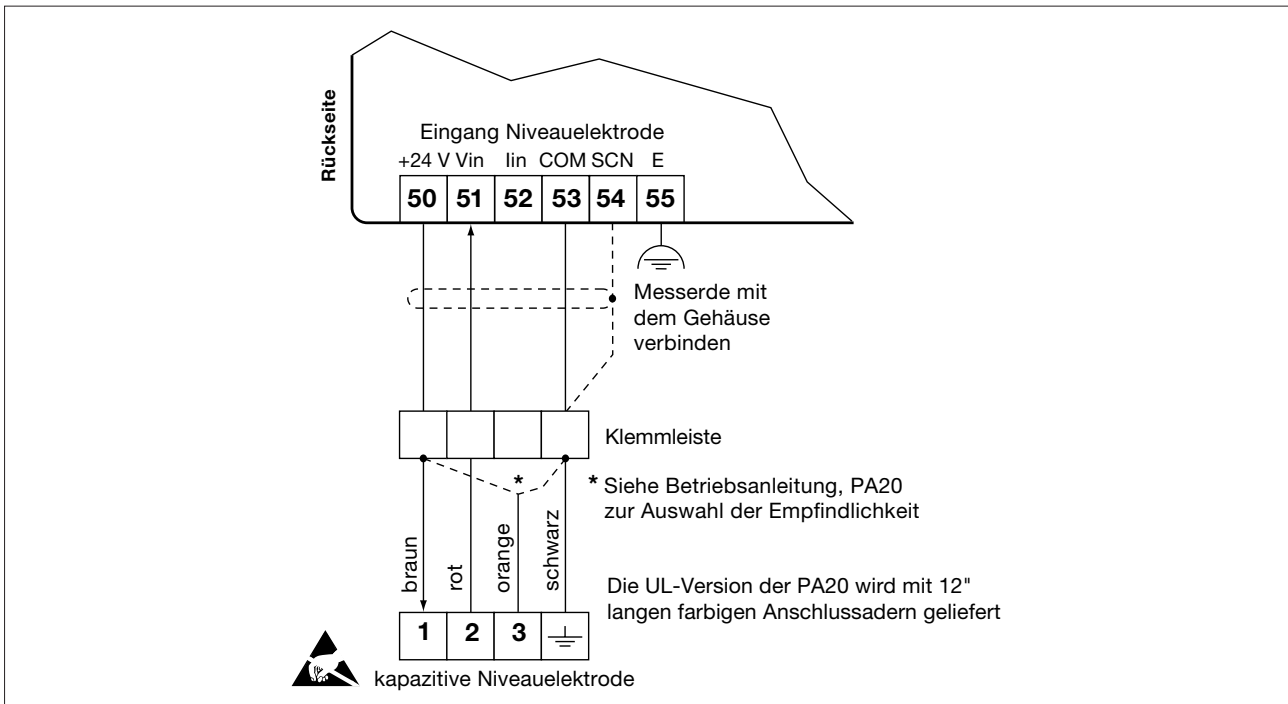 Rückseite
Eingang Niveauelektrode
+24 V Vin Iin COM SCN E
50 51 52 53 54 55
Messerde mit
dem Gehäuse
verbinden
Klemmleiste
*
* Siehe Betriebsanleitung, PA20
zur Auswahl der Empfindlichkeit
braun
rot
orange
schwarz
Die UL-Version der PA20 wird mit 12"
langen farbigen Anschlussadern geliefert
1 2 3
kapazitive Niveauelektrode